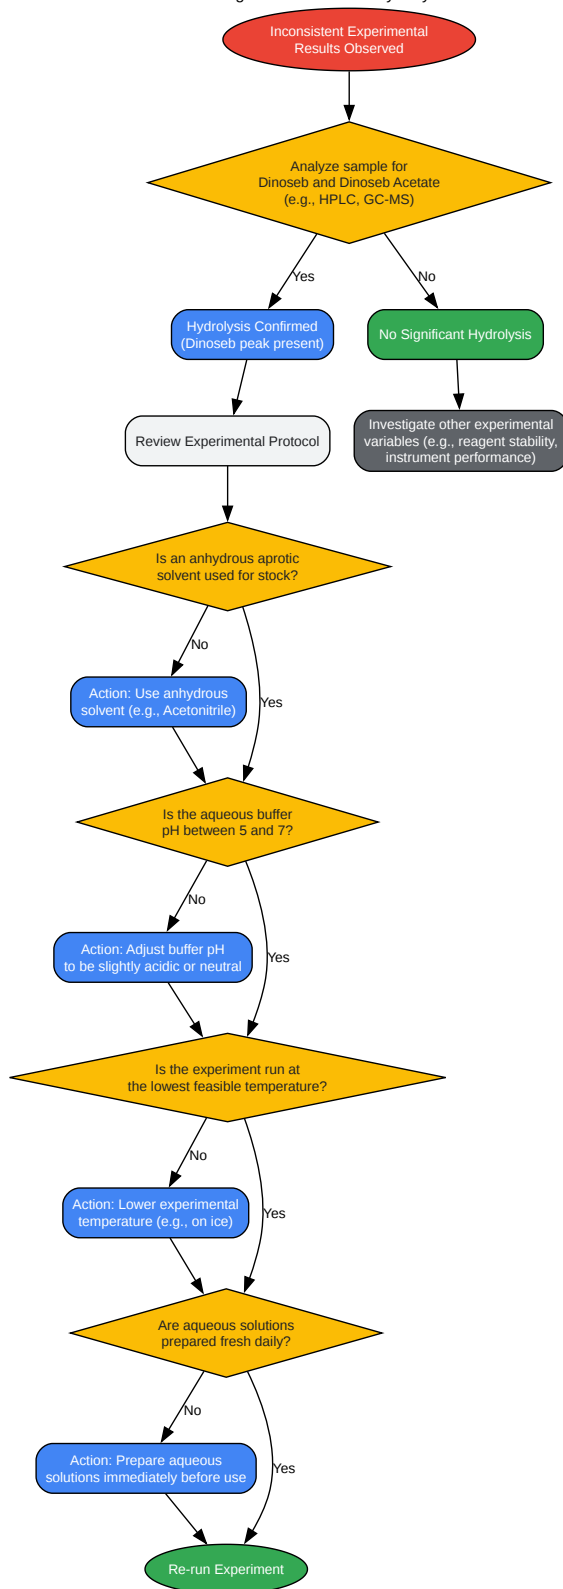 Inconsistent Experimental
Results Observed
Analyze sample for
Dinoseb and Dinoseb Acetate
(e.g., HPLC, GC-MS)
Yes
No
Hydrolysis Confirmed
(Dinoseb peak present)
No Significant Hydrolysis
Review Experimental Protocol
Investigate other experimental
variables (e.g., reagent stability,
instrument performance)
Is an anhydrous aprotic
solvent used for stock?
No
Action: Use anhydrous
solvent (e.g., Acetonitrile)
Yes
Is the aqueous buffer
pH between 5 and 7?
No
Action: Adjust buffer pH
to be slightly acidic or neutral
Yes
Is the experiment run at
the lowest feasible temperature?
No
Action: Lower experimental
temperature (e.g., on ice)
Yes
Are aqueous solutions
prepared fresh daily?
No
Action: Prepare aqueous
solutions immediately before use
Yes
Re-run Experiment